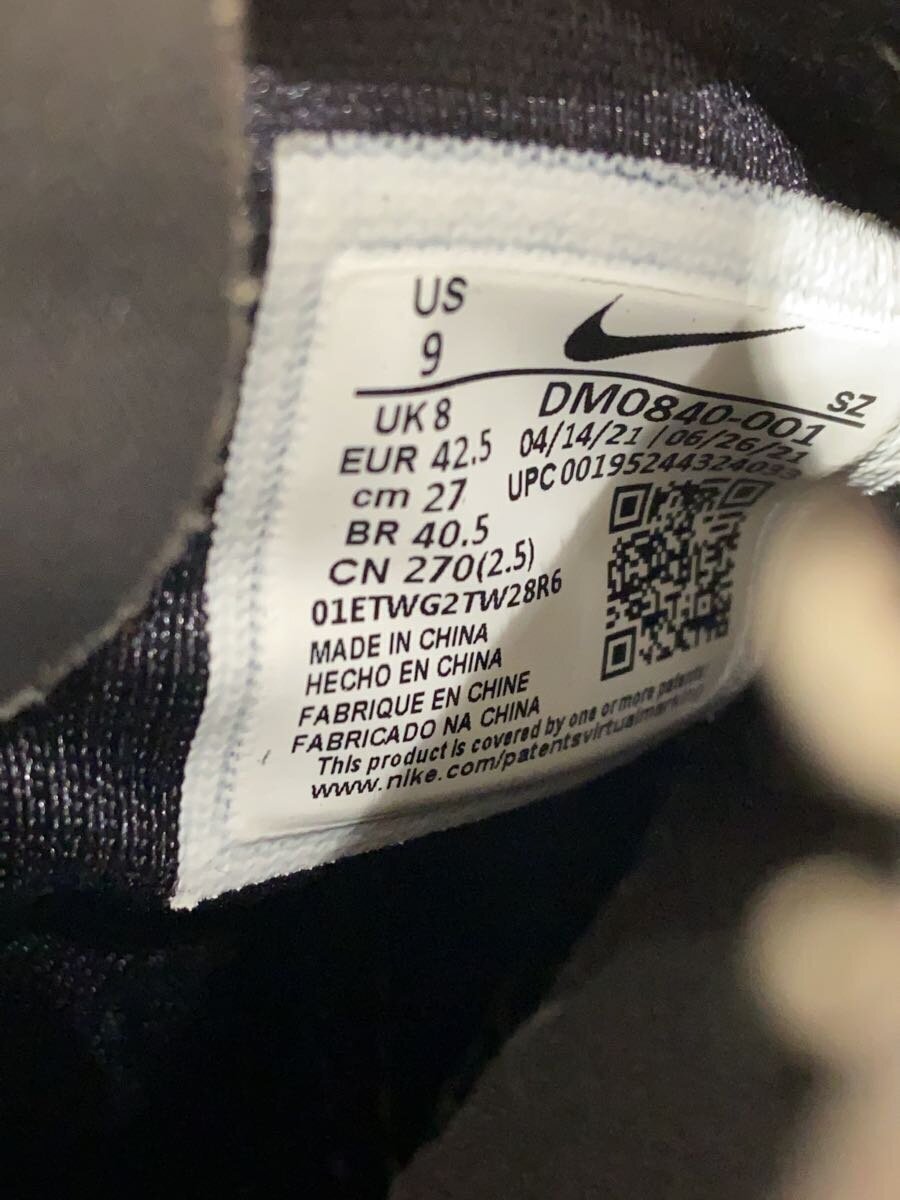 US
9
SZ
UK 8
DM0840-001
EUR 42.5
04/14/21 / 06/26/21
cm 27
UPC 00195244324033
BR 40.5
CN 270(2.5)
01ETWG2TW28R6
MADE IN CHINA
HECHO EN CHINA
FABRIQUE EN CHINE
FABRICADO NA CHINA
This product is covered by one or more patents
www.nike.com/patentsvirtualmarking